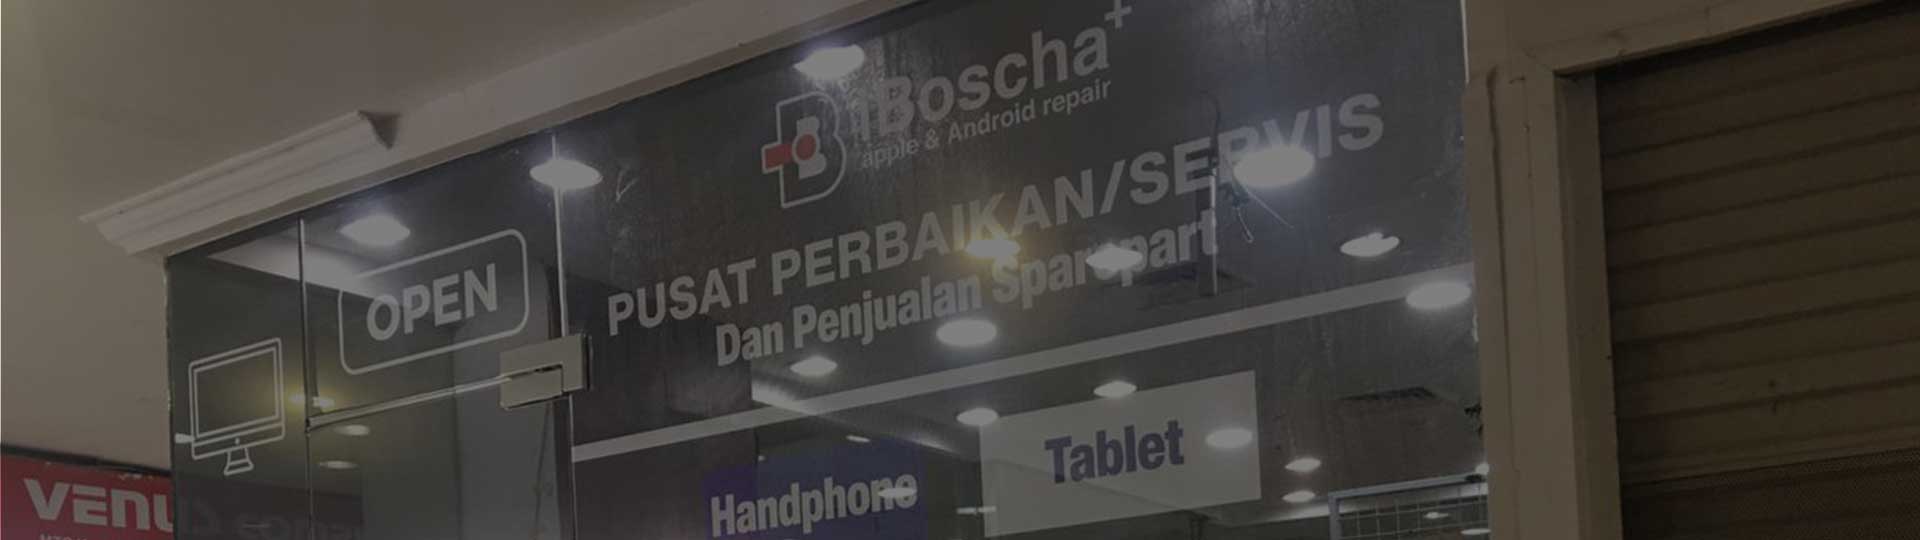 iBoscha+
apple & Android repair
PUSAT PERBAIKAN/SERVIS
Dan Penjualan Sparepart
OPEN
Tablet
Handphone
VENU